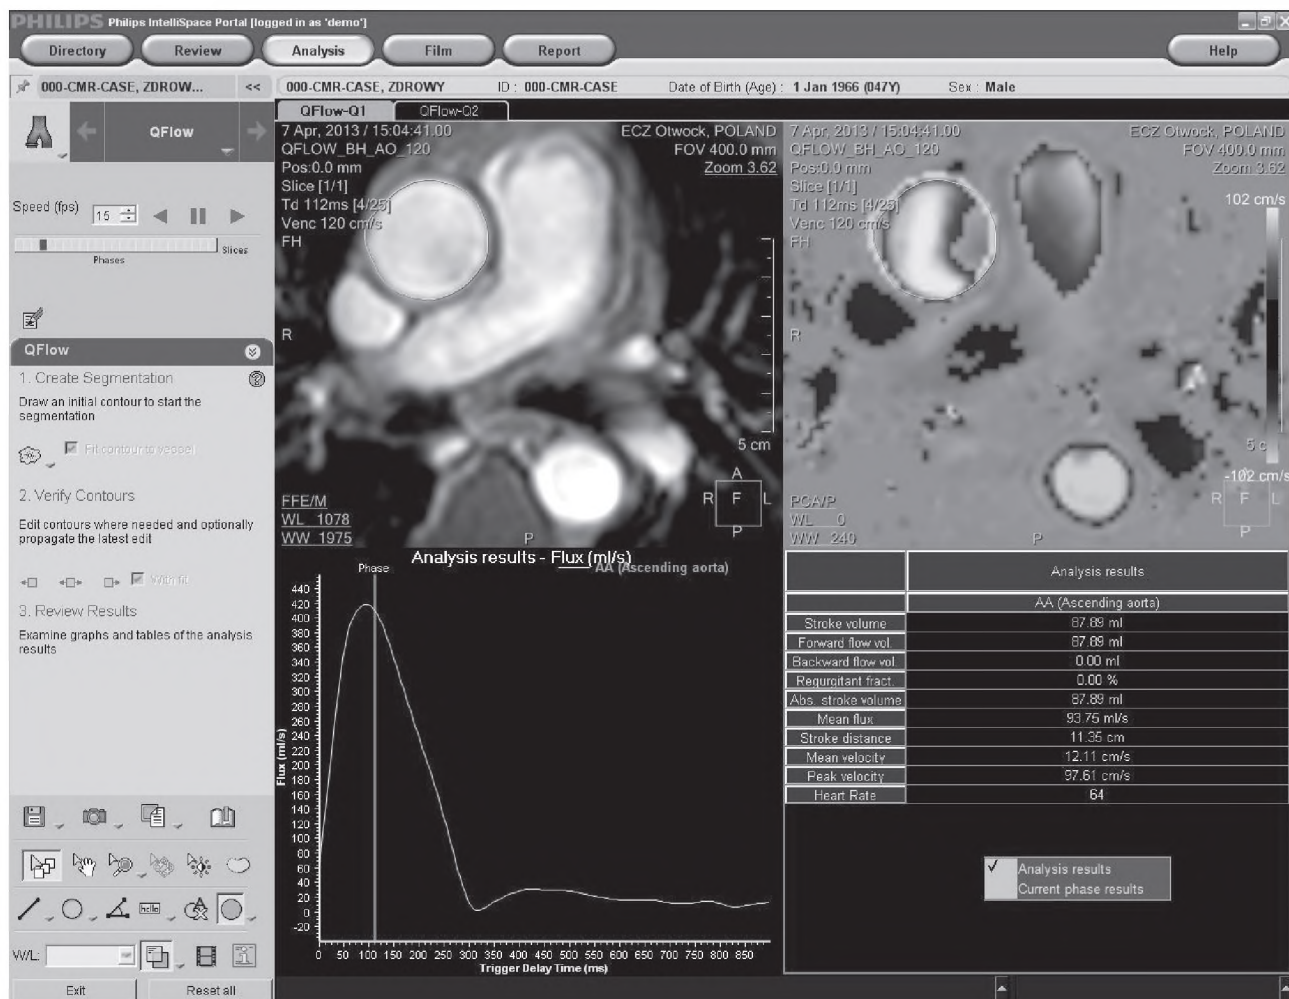 PHILIPS Philips IntelliSpace Portal [logged in as 'demo']
Directory Review Analysis Film Report Help
000-CMR-CASE, ZDROW... << 000-CMR-CASE, ZDROWY ID : 000-CMR-CASE Date of Birth (Age) : 1 Jan 1966 (047Y) Sex : Male
QFlow
Speed (fps) 15
Slices
Phases
QFlow
1. Create Segmentation
Draw an initial contour to start the
segmentation
Fit contour to vessel
2. Verify Contours
Edit contours where needed and optionally
propagate the latest edit
With fit
3. Review Results
Examine graphs and tables of the analysis
results
hello
W/L:
Exit Reset all
QFlow-Q1 QFlow-Q2
7 Apr, 2013 / 15:04:41.00 ECZ Otwock, POLAND
QFLOW_BH_AO_120 FOV 400.0 mm
Pos:0.0 mm Zoom 3.62
Slice [1/1]
Td 112ms [4/25]
Venc 120 cm/s
FH
R
5 cm
A
R F L
P
FFE/M
WL 1078
WW 1975
P
7 Apr, 2013 / 15:04:41.00 ECZ Otwock, POLAND
QFLOW_BH_AO_120 FOV 400.0 mm
Pos:0.0 mm Zoom 3.62
Slice [1/1]
Td 112ms [4/25] 102 cm/s
Venc 120 cm/s
FH
R
5 c
-102 cm/s
R F L
P
PCA/P
WL 0
WW 240
P
Analysis results - Flux (ml/s)
Phase
AA (Ascending aorta)
440
420
400
380
360
340
320
300
280
260
240
220
200
180
160
140
120
100
80
60
40
20
0
-20
Flux (ml/s)
0 50 100 150 200 250 300 350 400 450 500 550 600 650 700 750 800 850
Trigger Delay Time (ms)
Analysis results
AA (Ascending aorta)
Stroke volume 87.89 ml
Forward flow vol. 87.89 ml
Backward flow vol. 0.00 ml
Regurgitant fract. 0.00 %
Abs. stroke volume 87.89 ml
Mean flux 93.75 ml/s
Stroke distance 11.35 cm
Mean velocity 12.11 cm/s
Peak velocity 97.61 cm/s
Heart Rate 64
Analysis results
Current phase results